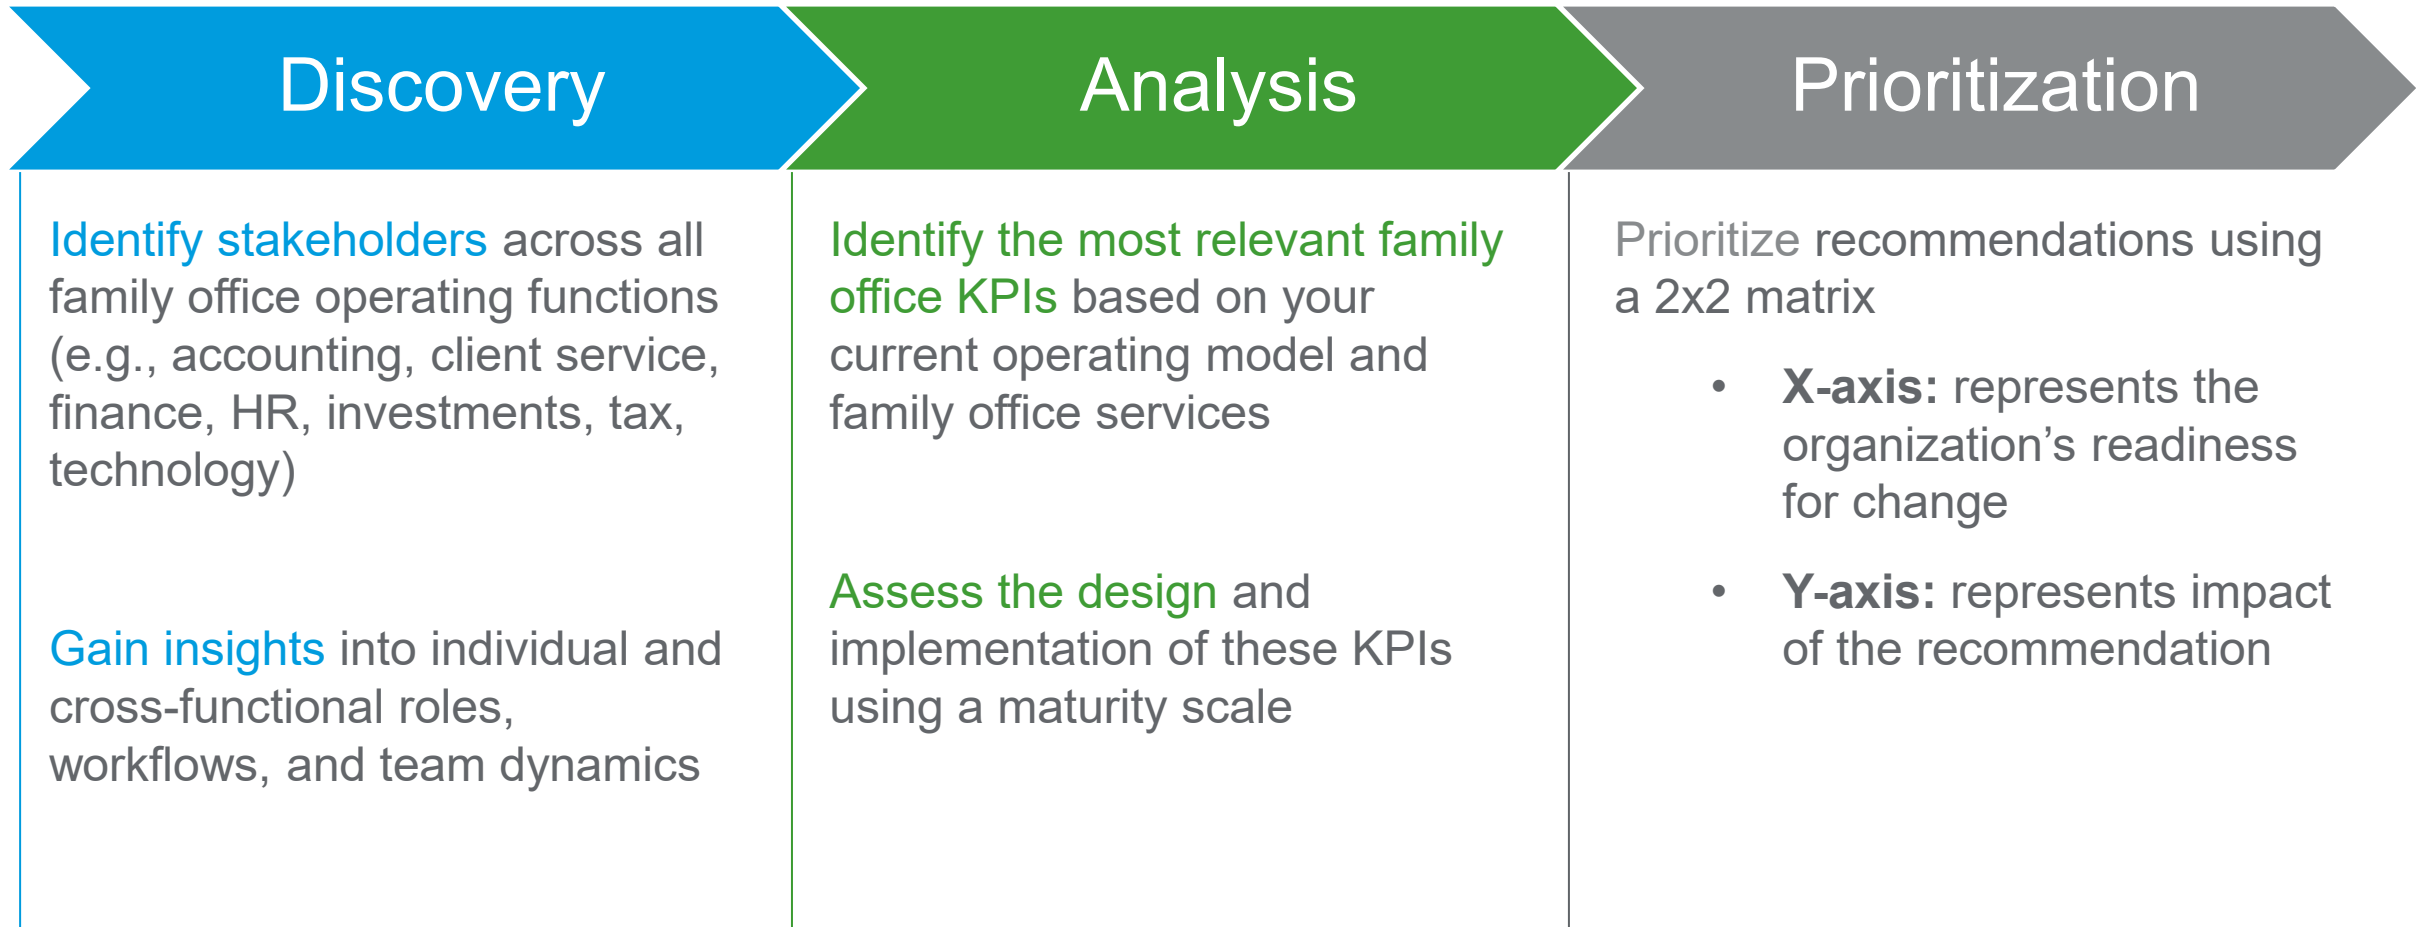 Discovery
Analysis
Prioritization
Identify stakeholders across all
family office operating functions
(e.g., accounting, client service,
finance, HR, investments, tax,
technology)
Gain insights into individual and
cross-functional roles,
workflows, and team dynamics
Identify the most relevant family
office KPIs based on your
current operating model and
family office services
Assess the design and
implementation of these KPIs
using a maturity scale
Prioritize recommendations using
a 2x2 matrix
• X-axis: represents the
organization’s readiness
for change
• Y-axis: represents impact
of the recommendation